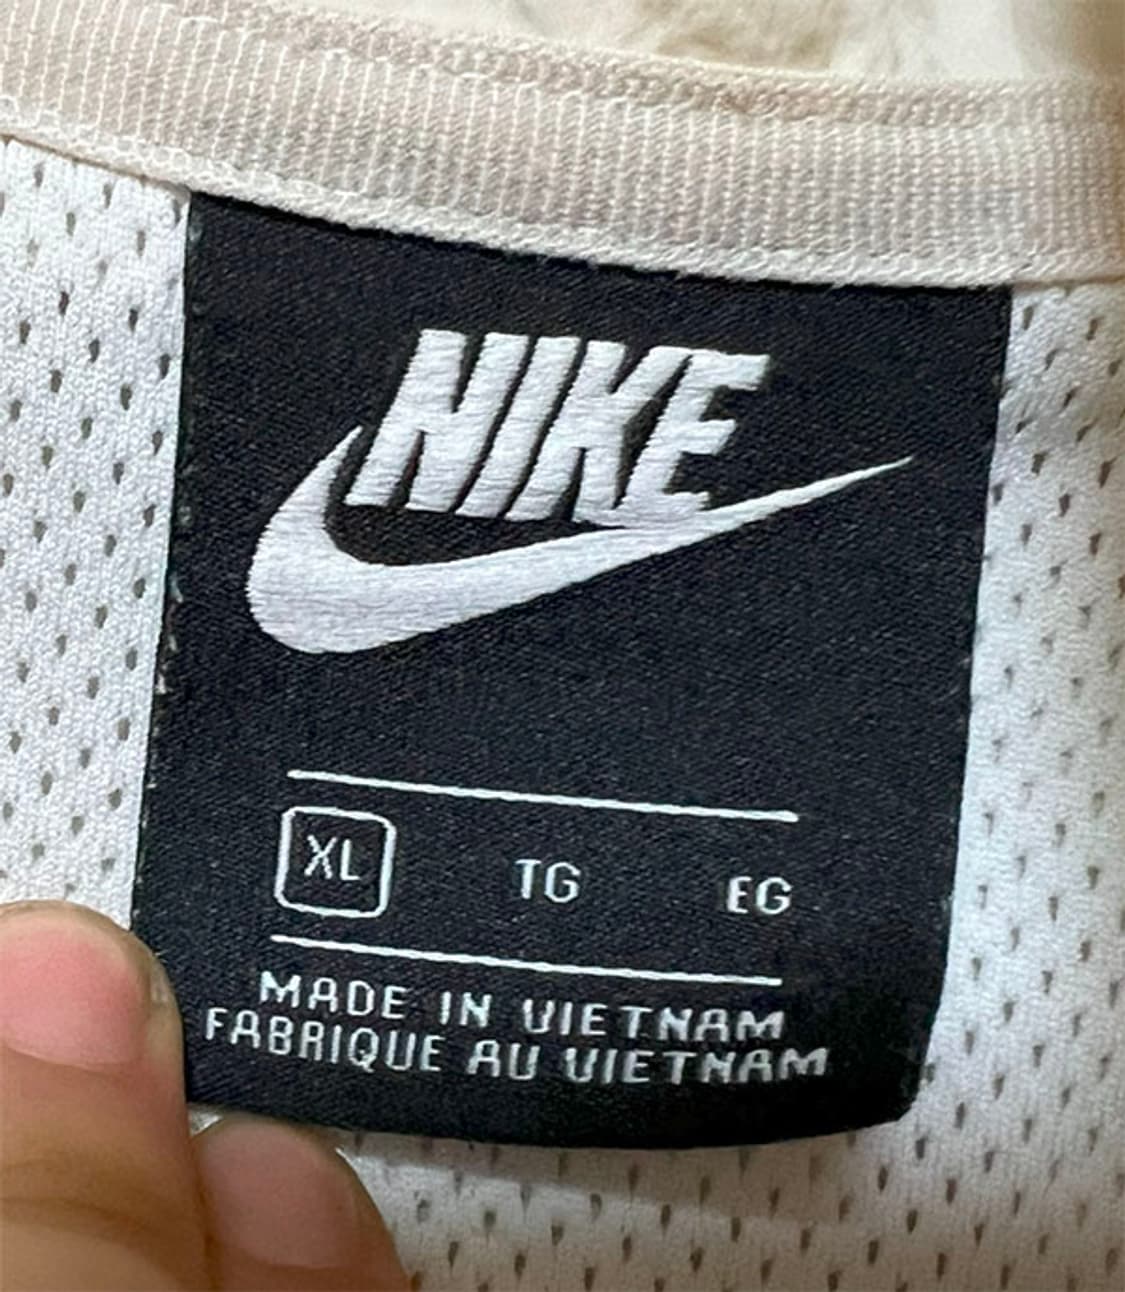 NIKE
XL TG EG
MADE IN VIETNAM
FABRIQUE AU VIETNAM